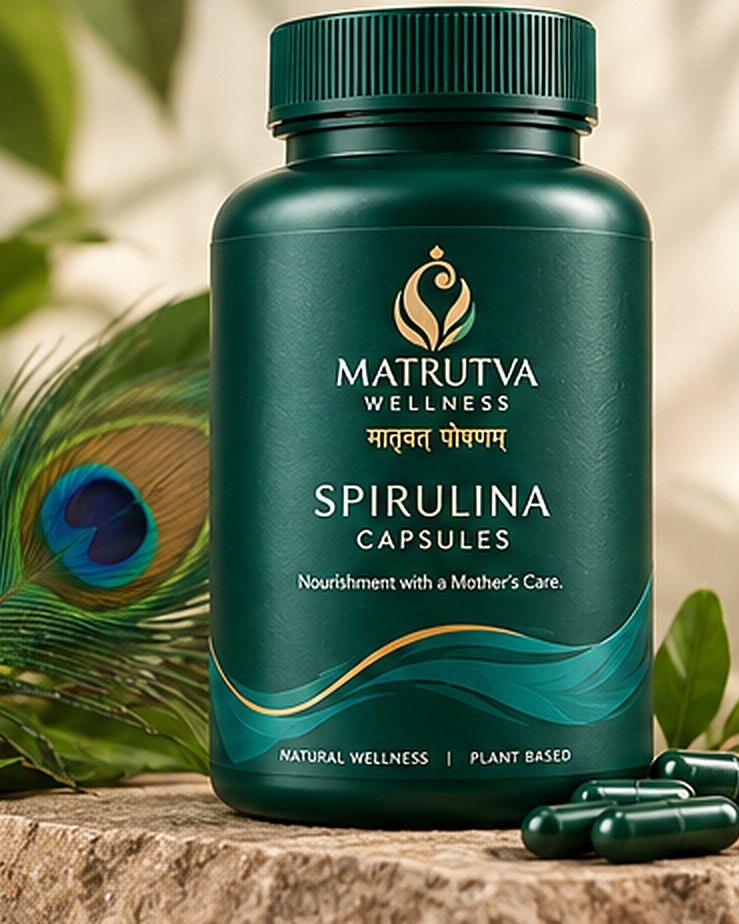 MATRUTVA
WELLNESS
मातृवत् पोषणम्
SPIRULINA
CAPSULES
Nourishment with a Mother's Care.
NATURAL WELLNESS | PLANT BASED